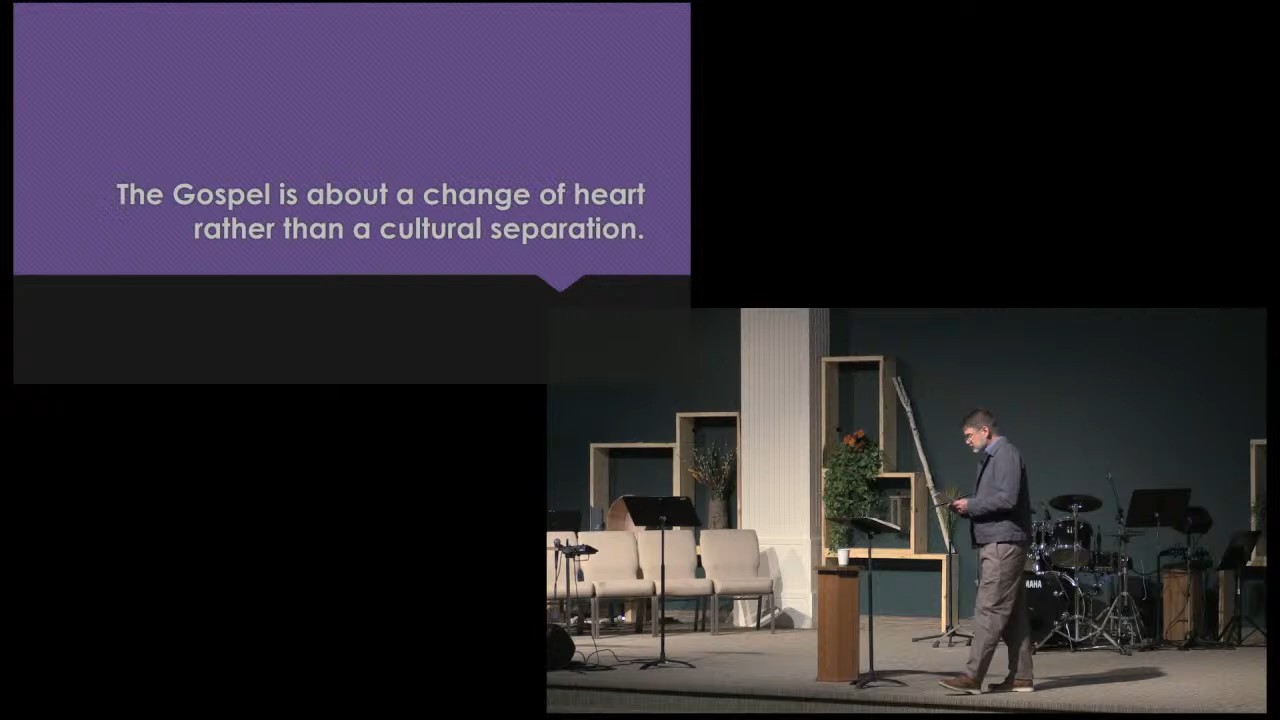 The Gospel is about a change of heart
rather than a cultural separation.